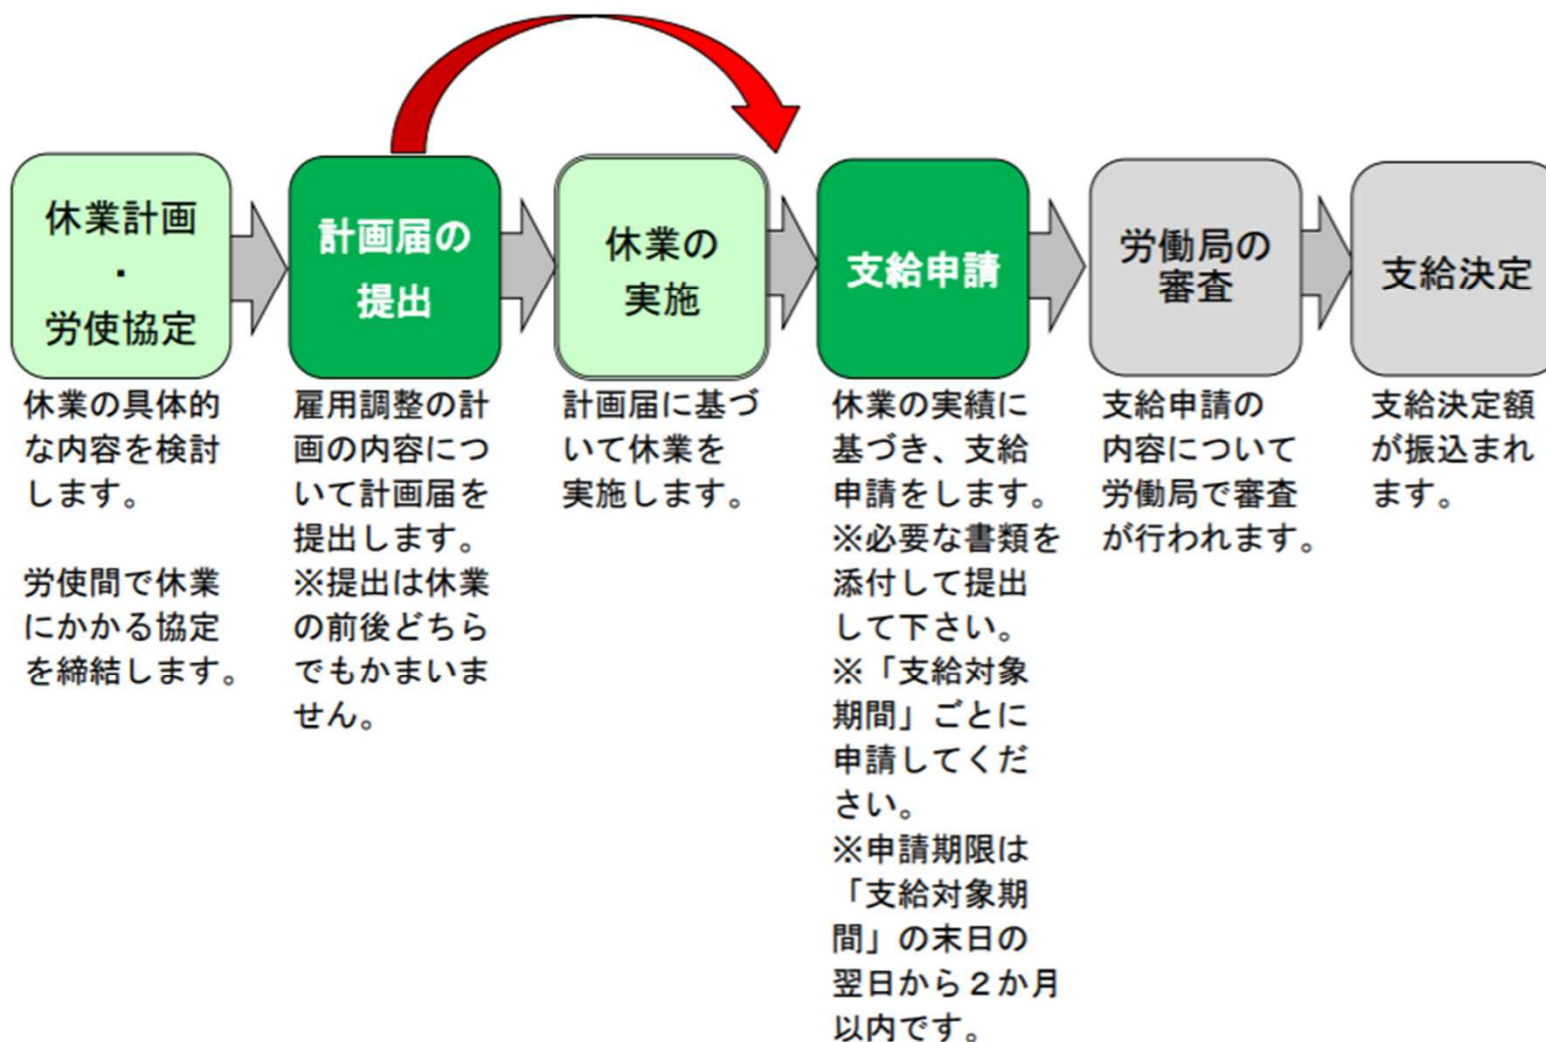 休業計画
・
労使協定
計画届の
提出
休業の
実施
支給申請
労働局の
審査
支給決定
休業の具体的
な内容を検討
します。
労使間で休業
にかかる協定
を締結します。
雇用調整の計
画の内容につ
いて計画届を
提出します。
※提出は休業
の前後どちら
でもかまいま
せん。
計画届に基づ
いて休業を
実施します。
休業の実績に
基づき、支給
申請をします。
※必要な書類を
添付して提出
して下さい。
※「支給対象
期間」ごとに
申請してくだ
さい。
※申請期限は
「支給対象期
間」の末日の
翌日から２か月
以内です。
支給申請の
内容について
労働局で審査
が行われます。
支給決定額
が振込まれ
ます。